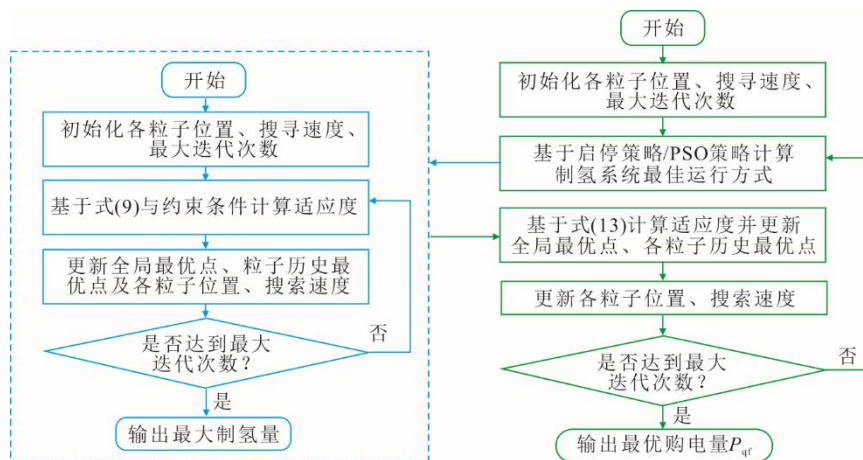 开始
初始化各粒子位置、搜寻速度、
最大迭代次数
基于式(9)与约束条件计算适应度
更新全局最优点、粒子历史最
优点及各粒子位置、搜索速度
是否达到最大
迭代次数?
否
是
输出最大制氢量
开始
初始化各粒子位置、搜寻速度、
最大迭代次数
基于启停策略/PSO策略计算
制氢系统最佳运行方式
基于式(13)计算适应度并更新
全局最优点、各粒子历史最优点
更新各粒子位置、搜索速度
是否达到最大
迭代次数?
否
是
输出最优购电量P_qf